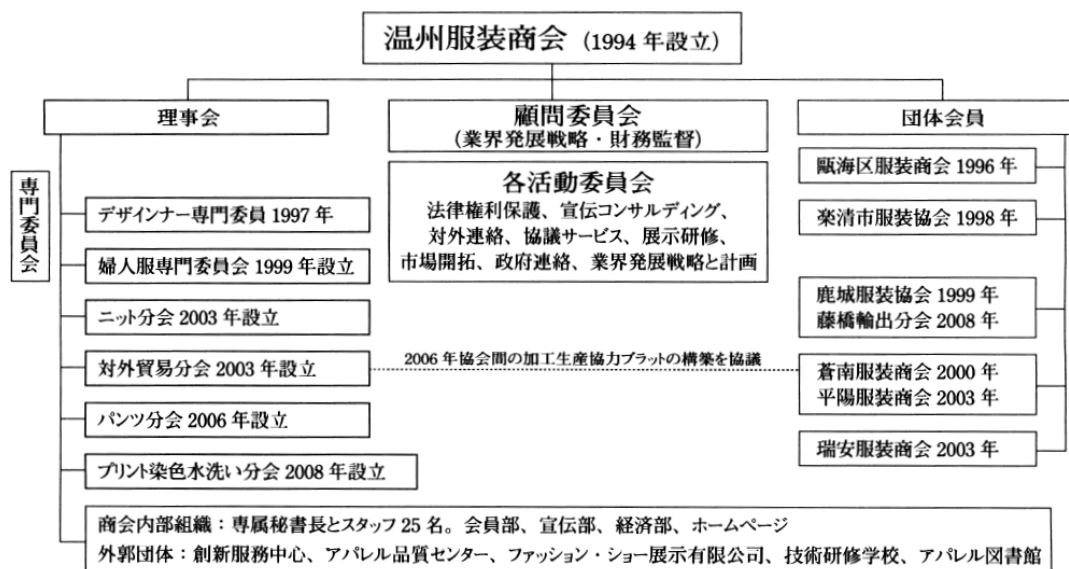 温州服装商会 (1994年設立)
理事会
顧問委員会
(業界発展戦略・財務監督)
団体会員
専門委員会
デザインナー専門委員 1997年
婦人服専門委員会 1999年設立
ニット分会 2003年設立
対外貿易分会 2003年設立
パンツ分会 2006年設立
プリント染色水洗い分会 2008年設立
各活動委員会
法律権利保護、宣伝コンサルディング、
対外連絡、協議サービス、展示研修、
市場開拓、政府連絡、業界発展戦略と計画
2006年協会間の加工生産協力プラットの構築を協議
甌海区服装商会 1996年
楽清市服装協会 1998年
鹿城服装協会 1999年
藤橋輸出分会 2008年
蒼南服装商会 2000年
平陽服装商会 2003年
瑞安服装商会 2003年
商会内部組織：専属秘書長とスタッフ25名。会員部、宣伝部、経済部、ホームページ
外郭団体：創新服務中心、アパレル品質センター、ファッション・ショー展示有限公司、技術研修学校、アパレル図書館